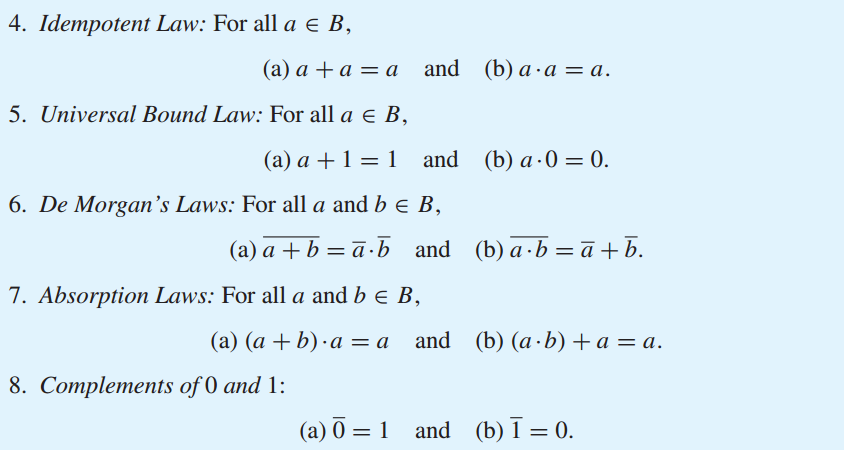 4. Idempotent Law: For all a ∈ B,
(a) a + a = a and (b) a · a = a.
5. Universal Bound Law: For all a ∈ B,
(a) a + 1 = 1 and (b) a · 0 = 0.
6. De Morgan’s Laws: For all a and b ∈ B,
(a) \overline{a + b} = a̅ · b̅ and (b) \overline{a · b} = a̅ + b̅.
7. Absorption Laws: For all a and b ∈ B,
(a) (a + b) · a = a and (b) (a · b) + a = a.
8. Complements of 0 and 1:
(a) 0̅ = 1 and (b) 1̅ = 0.